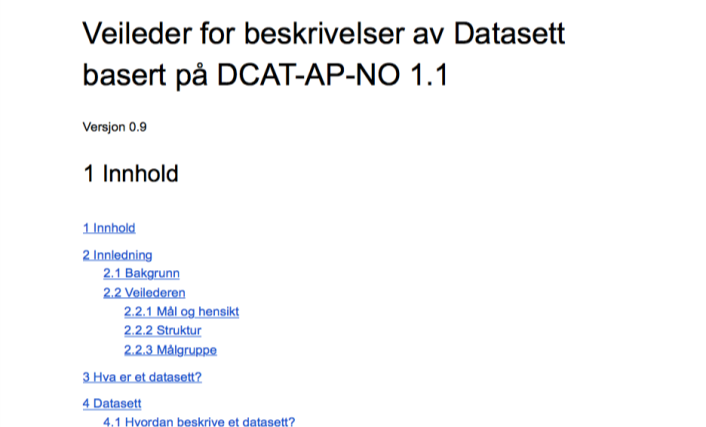 Veileder for beskrivelser av Datasett
basert på DCAT-AP-NO 1.1
Versjon 0.9
1 Innhold
1 Innhold
2 Innledning
2.1 Bakgrunn
2.2 Veilederen
2.2.1 Mål og hensikt
2.2.2 Struktur
2.2.3 Målgruppe
3 Hva er et datasett?
4 Datasett
4.1 Hvordan beskrive et datasett?